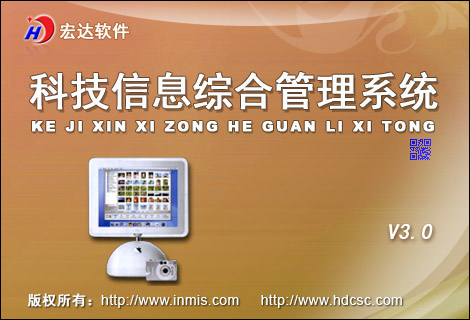 宏达软件
科技信息综合管理系统
KE JI XIN XI ZONG HE GUAN LI XI TONG
V3.0
版权所有：http://www.inmis.com http://www.hdcsc.com